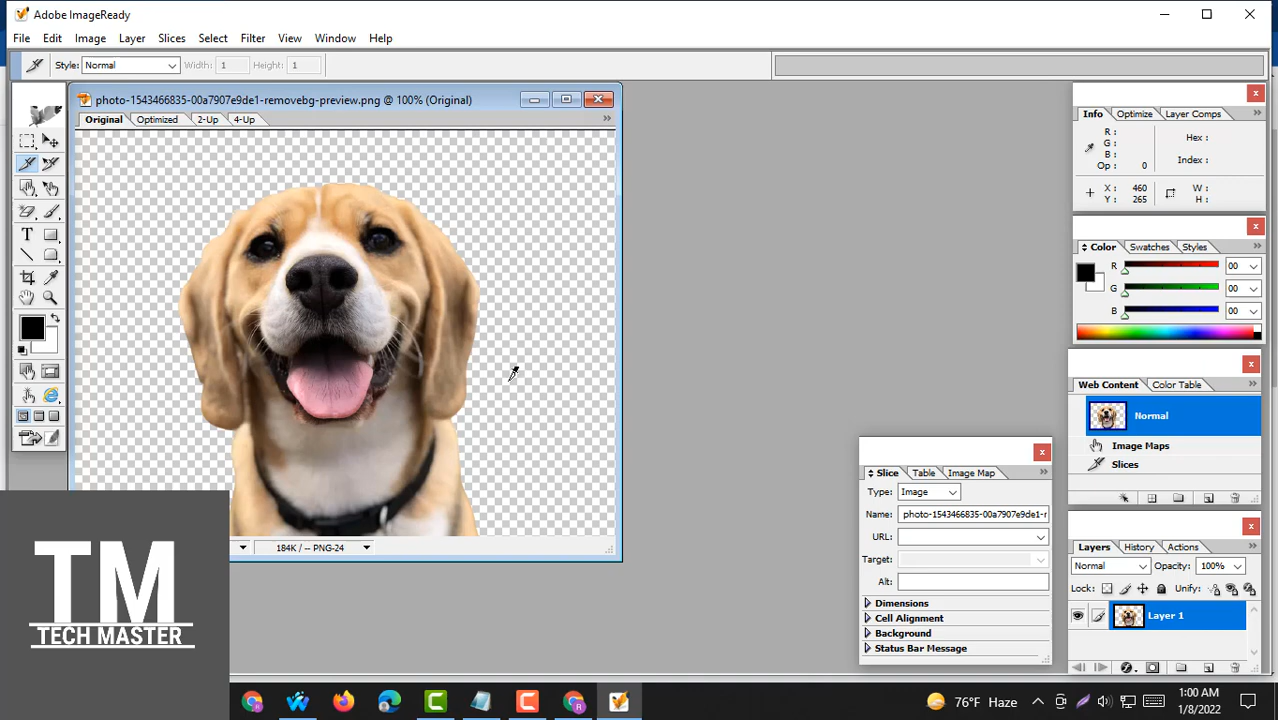 Adobe ImageReady
File Edit Image Layer Slices Select Filter View Window Help
Style: Normal Width: 1 Height: 1
photo-1543466835-00a7907e9de1-removebg-preview.png @ 100% (Original)
Original Optimized 2-Up 4-Up
184K / -- PNG-24
Info Optimize Layer Comps
R : Hex :
G :
B : Index :
Op : 0
X : 460 W :
Y : 265 H :
Color Swatches Styles
R 00
G 00
B 00
Web Content Color Table
Normal
Image Maps
Slices
Slice Table Image Map
Type: Image
Name: photo-1543466835-00a7907e9de1-r
URL:
Target:
Alt:
Dimensions
Cell Alignment
Background
Status Bar Message
Layers History Actions
Normal Opacity: 100%
Lock: Unify:
Layer 1
TM
TECH MASTER
76°F Haze
1:00 AM
1/8/2022